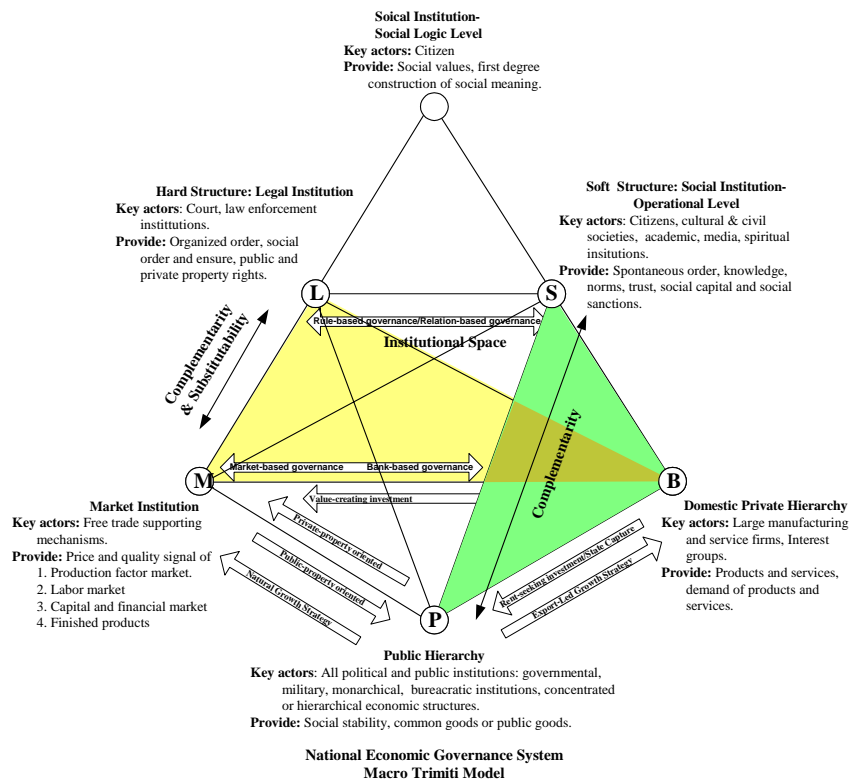 Soical Institution-
Social Logic Level
Key actors: Citizen
Provide: Social values, first degree
construction of social meaning.
Hard Structure: Legal Institution
Key actors: Court, law enforcement
instittutions.
Provide: Organized order, social
order and ensure, public and
private property rights.
Soft Structure: Social Institution-
Operational Level
Key actors: Citizens, cultural & civil
societies, academic, media, spiritual
insitutions.
Provide: Spontaneous order, knowledge,
norms, trust, social capital and social
sanctions.
L
S
Rule-based governance/Relation-based governance
Institutional Space
Complementarity
& Substitutability
Complementarity
Market-based governance Bank-based governance
M
B
Value-creating investment
Market Institution
Key actors: Free trade supporting
mechanisms.
Provide: Price and quality signal of
1. Production factor market.
2. Labor market
3. Capital and financial market
4. Finished products
Private-property oriented
Public-property oriented
Natural Growth Strategy
Rent-seeking investment/State Capture
Export-Led Growth Strategy
Domestic Private Hierarchy
Key actors: Large manufacturing
and service firms, Interest
groups.
Provide: Products and services,
demand of products and
services.
P
Public Hierarchy
Key actors: All political and public institutions: governmental,
military, monarchical, bureacratic institutions, concentrated
or hierarchical economic structures.
Provide: Social stability, common goods or public goods.
National Economic Governance System
Macro Trimiti Model